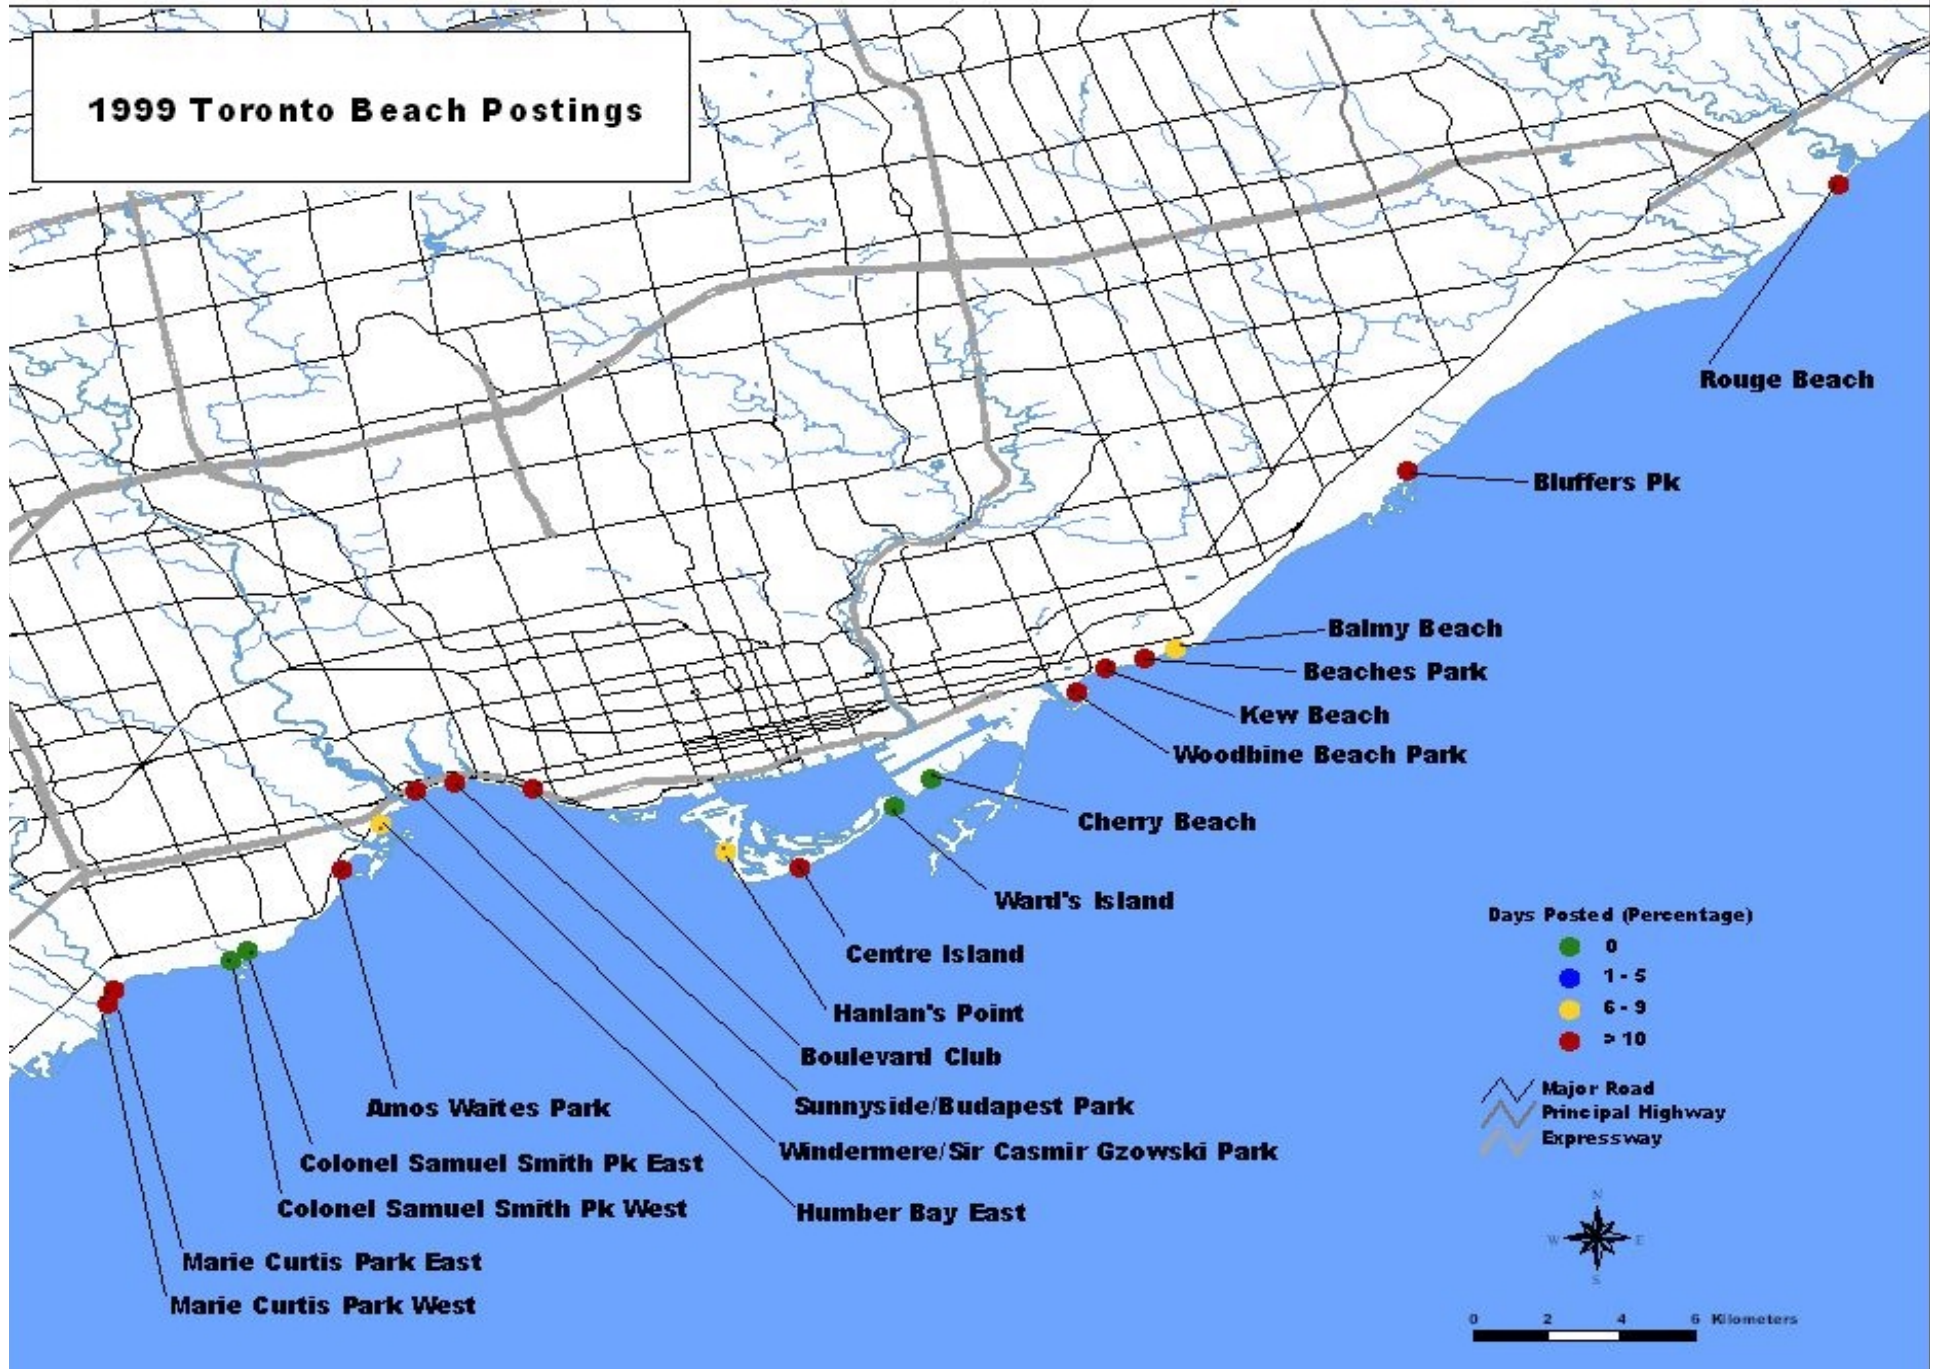 1999 Toronto Beach Postings
Rouge Beach
Bluffers Pk
Balmy Beach
Beaches Park
Kew Beach
Woodbine Beach Park
Cherry Beach
Ward's Island
Centre Island
Hanlan's Point
Boulevard Club
Sunnyside/Budapest Park
Windermere/Sir Casmir Gzowski Park
Humber Bay East
Amos Waites Park
Colonel Samuel Smith Pk East
Colonel Samuel Smith Pk West
Marie Curtis Park East
Marie Curtis Park West
Days Posted (Percentage)
0
1 - 5
6 - 9
> 10
Major Road
Principal Highway
Expressway
N
W E
S
0 2 4 6 Kilometers